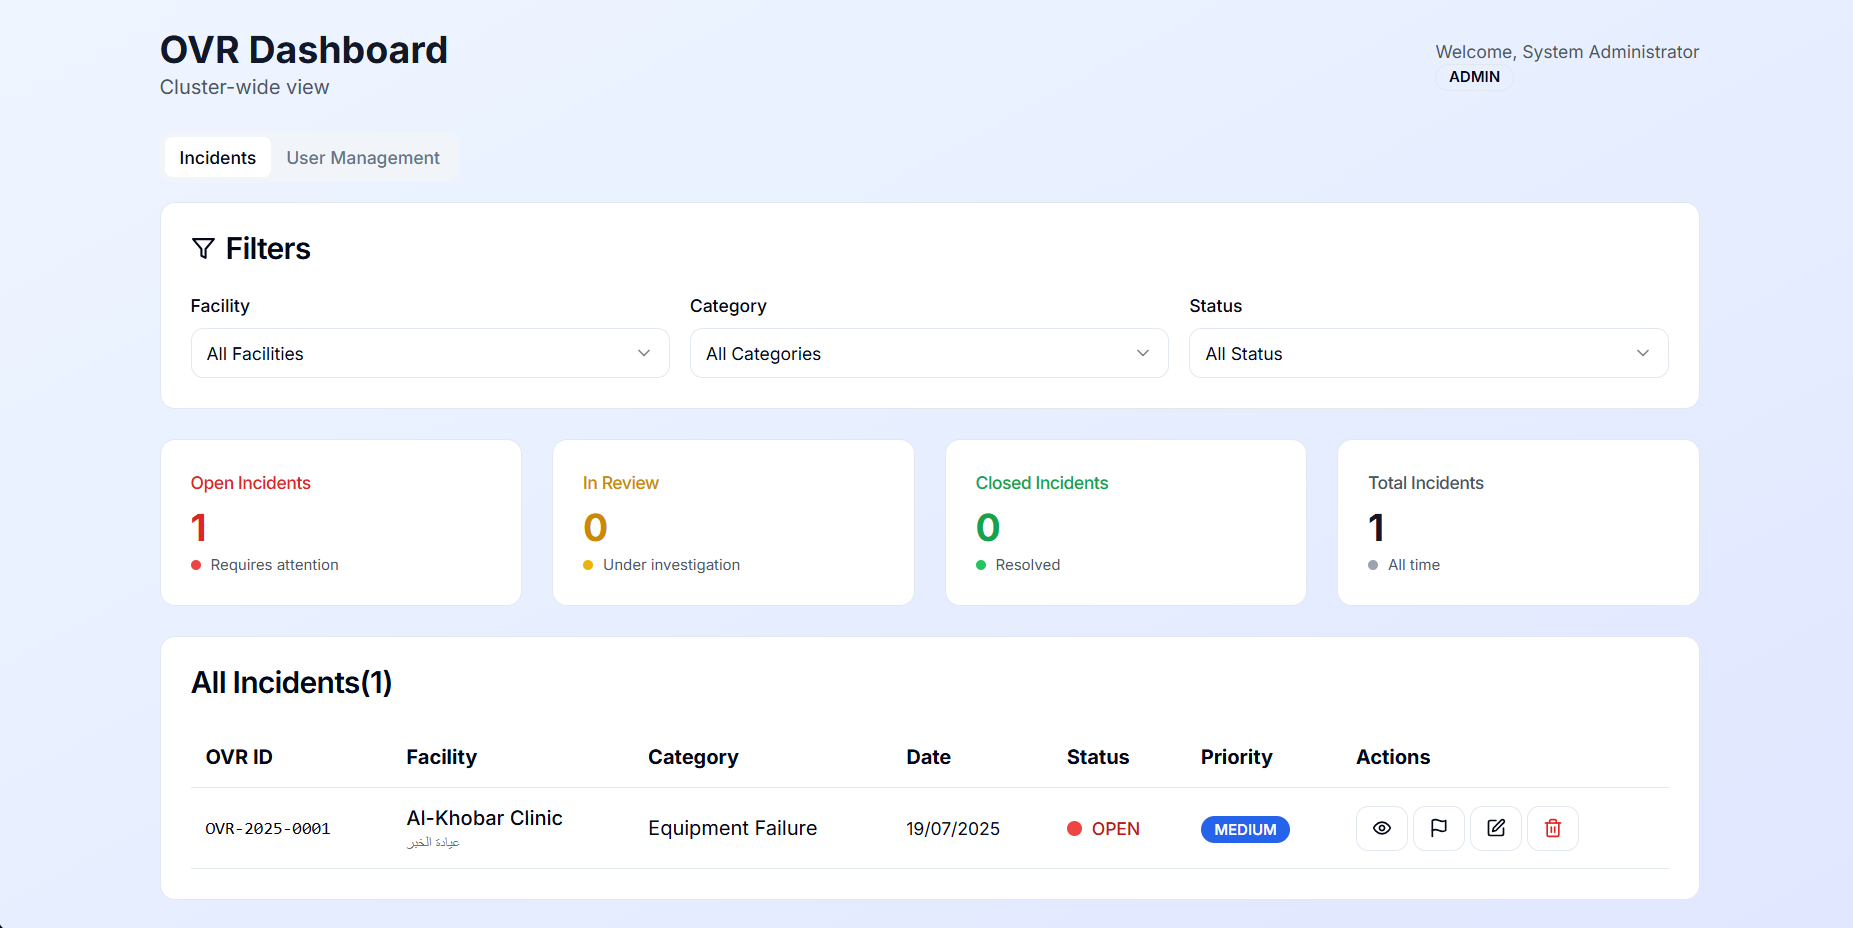 OVR Dashboard
Cluster-wide view
Welcome, System Administrator
ADMIN
Incidents
User Management
Filters
Facility
Category
Status
All Facilities
All Categories
All Status
Open Incidents
1
Requires attention
In Review
0
Under investigation
Closed Incidents
0
Resolved
Total Incidents
1
All time
All Incidents(1)
OVR ID Facility Category Date Status Priority Actions
OVR-2025-0001 Al-Khobar Clinic Equipment Failure 19/07/2025 OPEN MEDIUM
عيادة الخبر